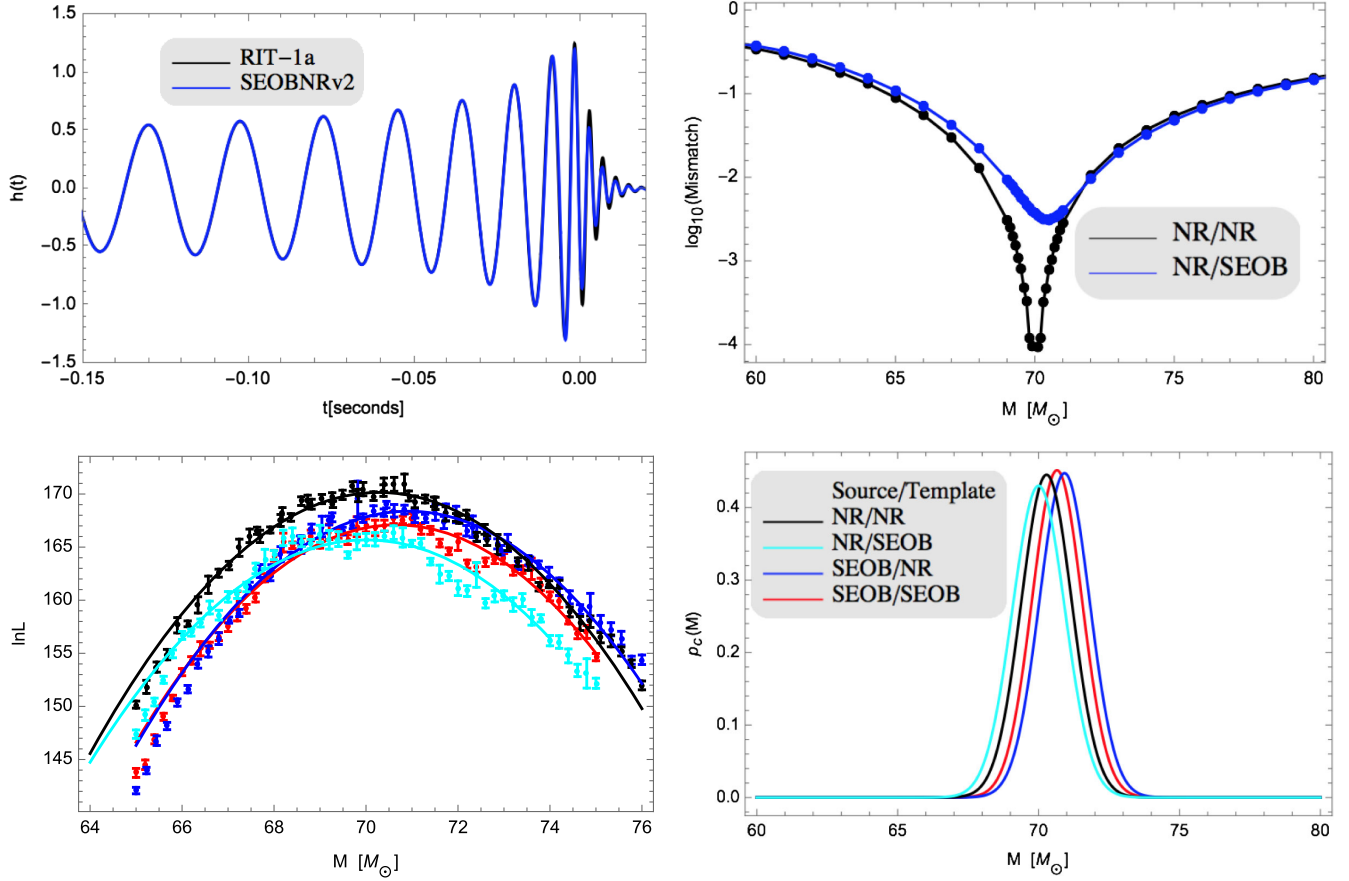 RIT−1a
SEOBNRv2
h(t)
1.5
1.0
0.5
0.0
−0.5
−1.0
−1.5
−0.15
−0.10
−0.05
0.00
t[seconds]
log10(Mismatch)
0
−1
−2
−3
−4
NR/NR
NR/SEOB
60
65
70
75
80
M [M⊙]
lnL
170
165
160
155
150
145
64
66
68
70
72
74
76
M [M⊙]
pc(M)
0.4
0.3
0.2
0.1
0.0
Source/Template
NR/NR
NR/SEOB
SEOB/NR
SEOB/SEOB
60
65
70
75
80
M [M⊙]